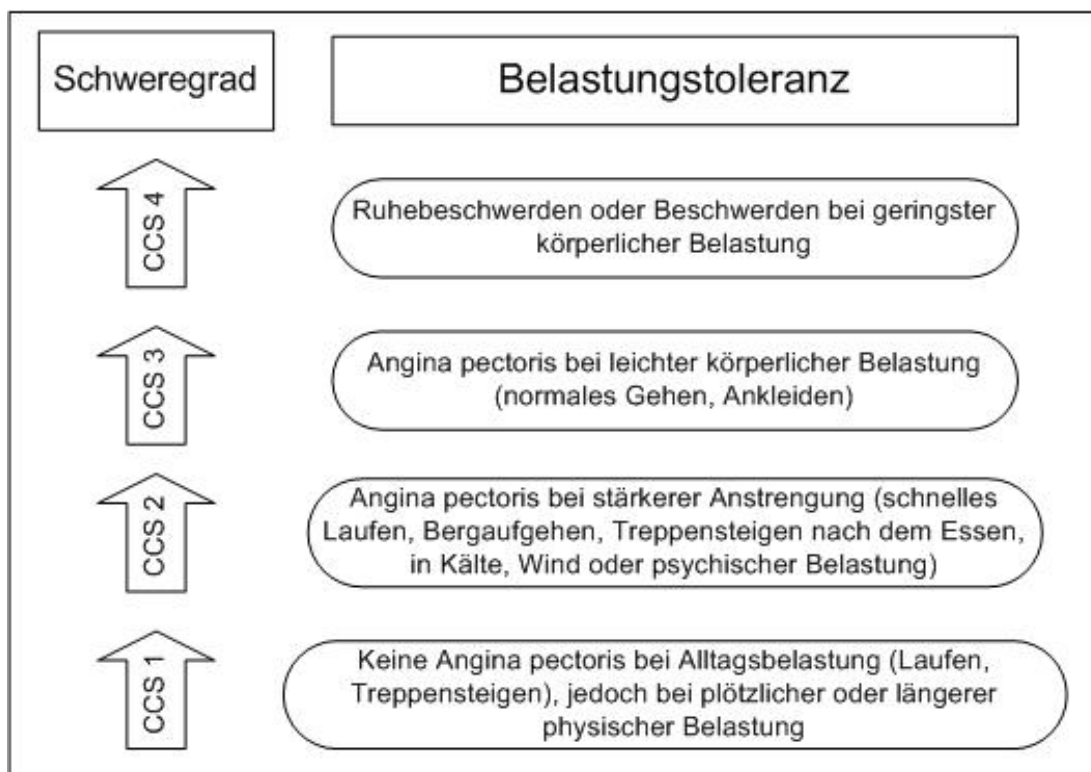 Schweregrad
Belastungstoleranz
CCS 4
Ruhebeschwerden oder Beschwerden bei geringster
körperlicher Belastung
CCS 3
Angina pectoris bei leichter körperlicher Belastung
(normales Gehen, Ankleiden)
CCS 2
Angina pectoris bei stärkerer Anstrengung (schnelles
Laufen, Bergaufgehen, Treppensteigen nach dem Essen,
in Kälte, Wind oder psychischer Belastung)
CCS 1
Keine Angina pectoris bei Alltagsbelastung (Laufen,
Treppensteigen), jedoch bei plötzlicher oder längerer
physischer Belastung